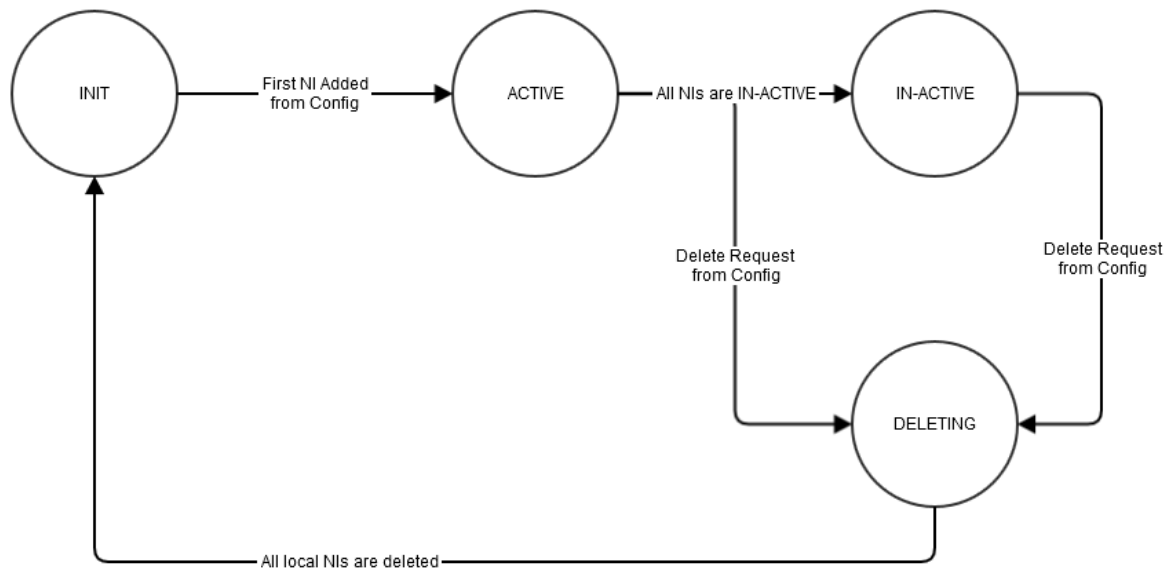 INIT
First NI Added
from Config
ACTIVE
All NIs are IN-ACTIVE
IN-ACTIVE
Delete Request
from Config
Delete Request
from Config
DELETING
All local NIs are deleted